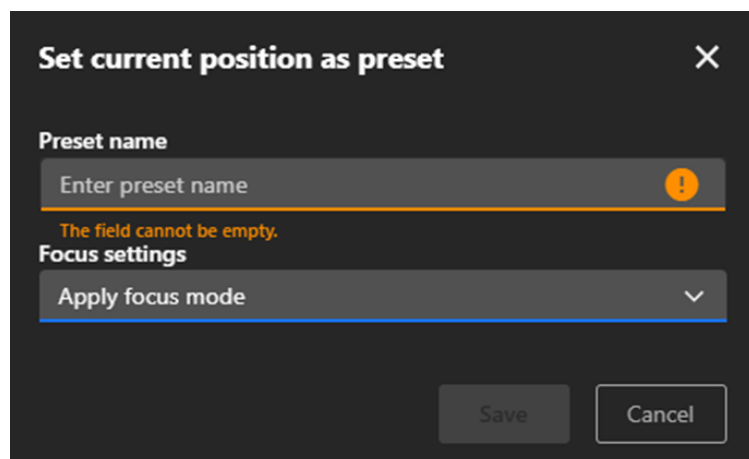 Set current position as preset
Preset name
Enter preset name
The field cannot be empty.
Focus settings
Apply focus mode
Save
Cancel